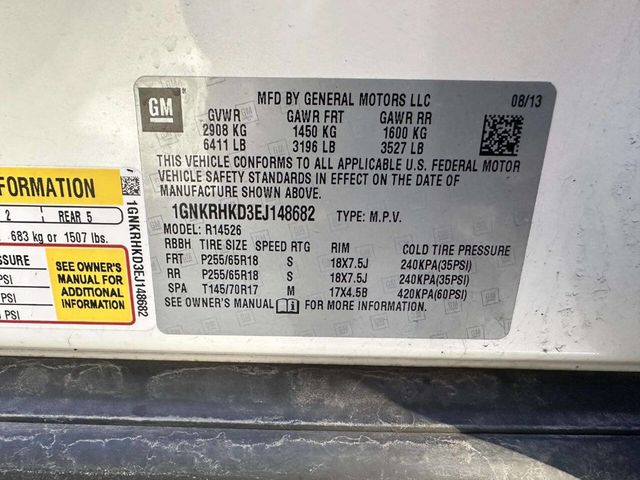 GM
MFD BY GENERAL MOTORS LLC 08/13
GVWR GAWR FRT GAWR RR
2908 KG 1450 KG 1600 KG
6411 LB 3196 LB 3527 LB
THIS VEHICLE CONFORMS TO ALL APPLICABLE U.S. FEDERAL MOTOR
VEHICLE SAFETY STANDARDS IN EFFECT ON THE DATE OF
MANUFACTURE SHOWN ABOVE.
1GNKRHKD3EJ148682 TYPE: M.P.V.
MODEL: R14526
RBBH TIRE SIZE SPEED RTG RIM COLD TIRE PRESSURE
FRT P255/65R18 S 18X7.5J 240KPA(35PSI)
RR P255/65R18 S 18X7.5J 240KPA(35PSI)
SPA T145/70R17 M 17X4.5B 420KPA(60PSI)
SEE OWNER'S MANUAL i FOR MORE INFORMATION.
FORMATION
2 REAR 5
683 kg or 1507 lbs.
SEE OWNER'S
MANUAL FOR
ADDITIONAL
INFORMATION
PSI
PSI
PSI
1GNKRHKD3EJ148682